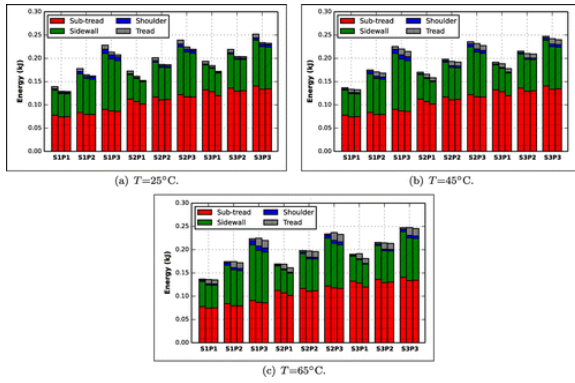 0.30
Sub-tread Shoulder
Sidewall Tread
0.25
0.20
0.15
0.10
0.05
0.00
Energy (kJ)
S1P1 S1P2 S1P3 S2P1 S2P2 S2P3 S3P1 S3P2 S3P3
(a) T=25°C.
0.30
Sub-tread Shoulder
Sidewall Tread
0.25
0.20
0.15
0.10
0.05
0.00
Energy (kJ)
S1P1 S1P2 S1P3 S2P1 S2P2 S2P3 S3P1 S3P2 S3P3
(b) T=45°C.
0.30
Sub-tread Shoulder
Sidewall Tread
0.25
0.20
0.15
0.10
0.05
0.00
Energy (kJ)
S1P1 S1P2 S1P3 S2P1 S2P2 S2P3 S3P1 S3P2 S3P3
(c) T=65°C.